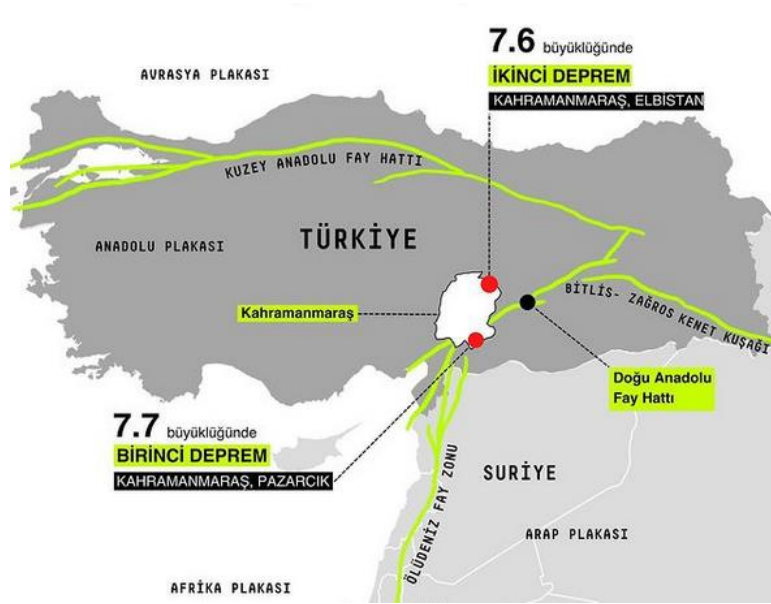 7.6 büyüklüğünde
İKİNCİ DEPREM
KAHRAMANMARAŞ, ELBİSTAN
AVRASYA PLAKASI
KUZEY ANADOLU FAY HATTI
ANADOLU PLAKASI
TÜRKİYE
Kahramanmaraş
BİTLİS- ZAĞROS KENET KUŞAĞI
Doğu Anadolu
Fay Hattı
7.7 büyüklüğünde
BİRİNCİ DEPREM
KAHRAMANMARAŞ, PAZARCIK
SURİYE
ÖLÜDENİZ FAY ZONU
ARAP PLAKASI
AFRİKA PLAKASI